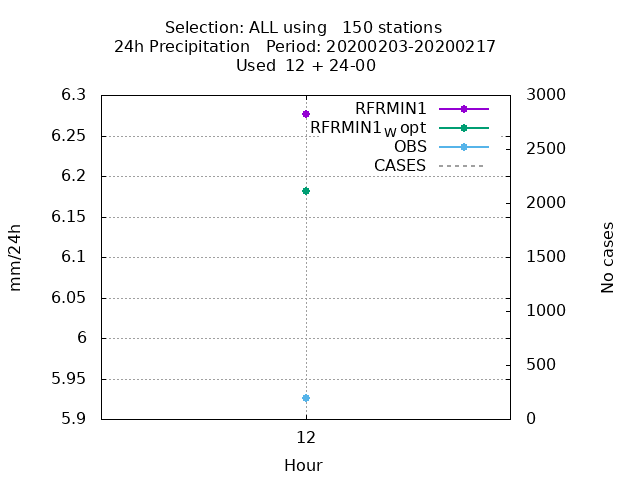 Selection: ALL using   150 stations
24h Precipitation   Period: 20200203-20200217
Used  12 + 24-00
6.3
6.25
6.2
6.15
6.1
6.05
6
5.95
5.9
3000
2500
2000
1500
1000
500
0
RFRMIN1
RFRMIN1wopt
OBS
CASES
mm/24h
No cases
12
Hour